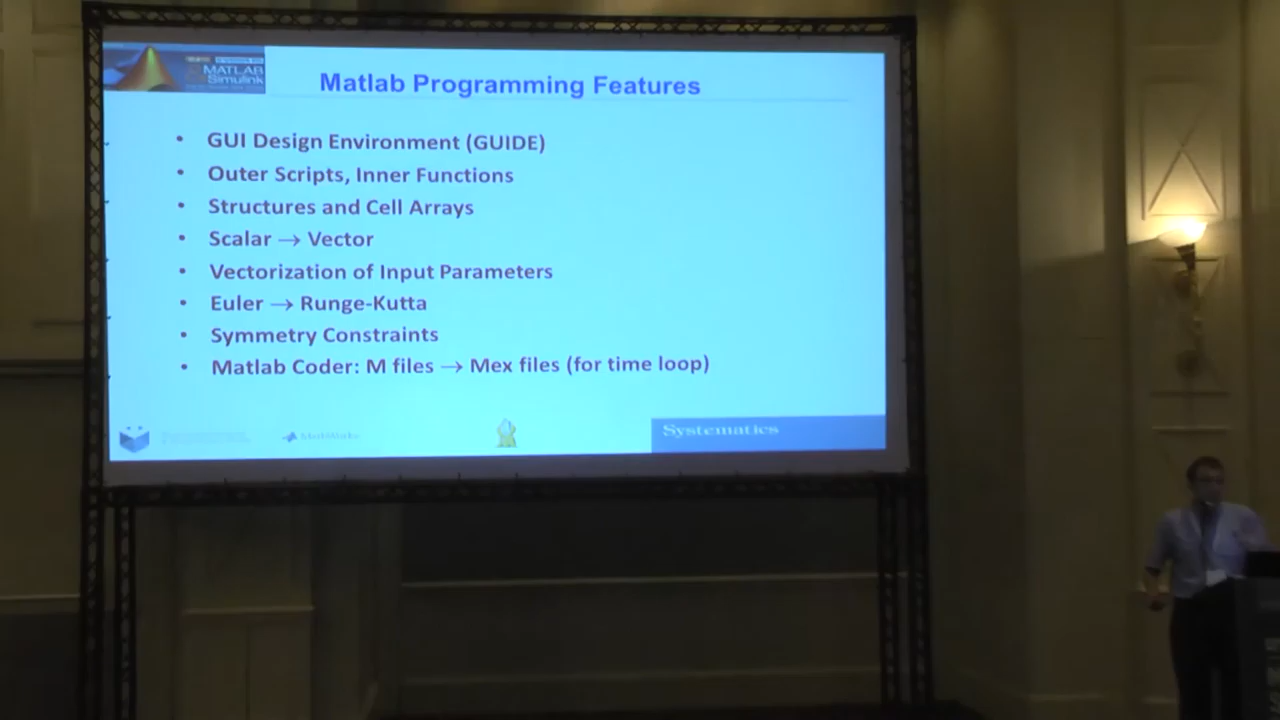 MATLAB
Simulink
Matlab Programming Features
• GUI Design Environment (GUIDE)
• Outer Scripts, Inner Functions
• Structures and Cell Arrays
• Scalar → Vector
• Vectorization of Input Parameters
• Euler → Runge-Kutta
• Symmetry Constraints
• Matlab Coder: M files → Mex files (for time loop)
MathWorks
Systematics